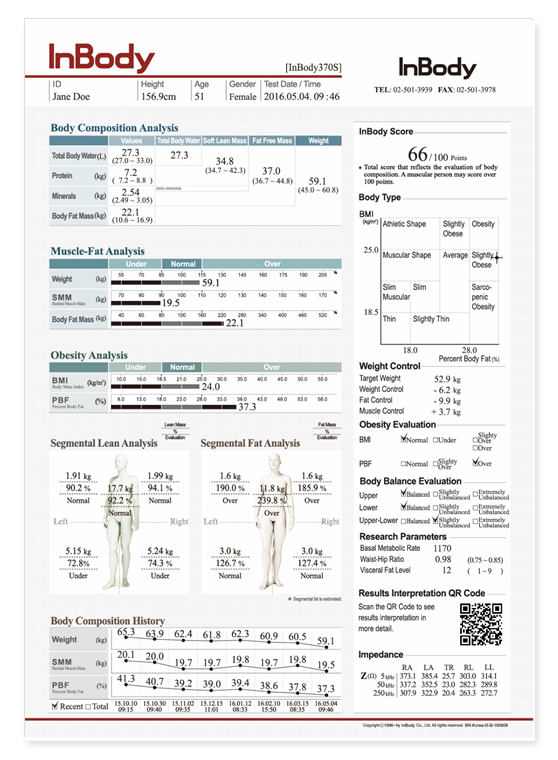 InBody
[InBody370S]
InBody
TEL: 02-501-3939 FAX: 02-501-3978
ID Height Age Gender Test Date / Time
Jane Doe 156.9cm 51 Female 2016.05.04. 09 : 46
Body Composition Analysis
Values Total Body Water Soft Lean Mass Fat Free Mass Weight
Total Body Water(L) 27.3 (27.0 ~ 33.0) 27.3 34.8 (34.7 ~ 42.3) 37.0 (36.7 ~ 44.8) 59.1 (45.0 ~ 60.8)
Protein (kg) 7.2 ( 7.2 ~ 8.8 )
Minerals (kg) 2.54 (2.49 ~ 3.05) non-osseous
Body Fat Mass (kg) 22.1 (10.6 ~ 16.9)
Muscle-Fat Analysis
Under Normal Over
Weight (kg) 55 70 85 100 115 130 145 160 175 190 205 %
59.1
SMM (kg) 70 80 90 100 110 120 130 140 150 160 170 %
Skeletal Muscle Mass
19.5
Body Fat Mass (kg) 40 60 80 100 160 220 280 340 400 460 520 %
22.1
Obesity Analysis
Under Normal Over
BMI (kg/m²) 10.0 15.0 18.5 21.0 25.0 30.0 35.0 40.0 45.0 50.0 55.0
Body Mass Index
24.0
PBF (%) 8.0 13.0 18.0 23.0 28.0 33.0 38.0 43.0 48.0 53.0 58.0
Percent Body Fat
37.3
Lean Mass
%
Evaluation
Fat Mass
%
Evaluation
Segmental Lean Analysis
1.91 kg 1.99 kg
90.2 % 17.7 kg 94.1 %
Normal 92.2 % Normal
Normal
Left Right
5.15 kg 5.24 kg
72.8% 74.3 %
Under Under
Segmental Fat Analysis
1.6 kg 1.6 kg
190.0 % 11.8 kg 185.9 %
Over 239.8 % Over
Over
Left Right
3.0 kg 3.0 kg
126.7 % 127.4 %
Normal Normal
* Segmental fat is estimated.
Body Composition History
Weight (kg) 65.3 63.9 62.4 61.8 62.3 60.9 60.5 59.1
SMM (kg) 20.1 20.0 19.7 19.7 19.8 19.7 19.8 19.5
Skeletal Muscle Mass
PBF (%) 41.3 40.7 39.2 39.0 39.4 38.6 37.8 37.3
Percent Body Fat
Recent Total 15.10.10 15.10.30 15.11.02 15.12.15 16.01.12 16.02.10 16.03.15 16.05.04
09:15 09:40 09:35 11:01 08:33 15:50 08:35 09:46
InBody Score
66/100 Points
* Total score that reflects the evaluation of body
composition. A muscular person may score over
100 points.
Body Type
BMI
(kg/m²)
Athletic Shape Slightly Obese Obesity
25.0
Muscular Shape Average Slightly Obese
Slim Muscular Slim Sarcopenic Obesity
18.5
Thin Slightly Thin
18.0 28.0
Percent Body Fat (%)
Weight Control
Target Weight 52.9 kg
Weight Control - 6.2 kg
Fat Control - 9.9 kg
Muscle Control + 3.7 kg
Obesity Evaluation
BMI Normal Under Slighty Over Over
PBF Normal Slighty Over Over
Body Balance Evaluation
Upper Balanced Slightly Unbalanced Extremely Unbalanced
Lower Balanced Slightly Unbalanced Extremely Unbalanced
Upper-Lower Balanced Slightly Unbalanced Extremely Unbalanced
Research Parameters
Basal Metabolic Rate 1170
Waist-Hip Ratio 0.98 (0.75 ~ 0.85)
Visceral Fat Level 12 ( 1 ~ 9 )
Results Interpretation QR Code
Scan the QR Code to see
results interpretation in
more detail.
Impedance
RA LA TR RL LL
Z(Ω) 5 kHz 373.1 385.4 25.7 303.0 314.1
50 kHz 337.2 352.5 23.0 282.3 289.8
250 kHz 307.9 322.9 20.4 263.3 272.7
Copyright ⓒ 1996~ by InBody Co., Ltd. All rights reserved. BR-Korea-I5-B-160608